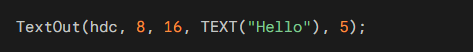 TextOut(hdc, 8, 16, TEXT("Hello"), 5);